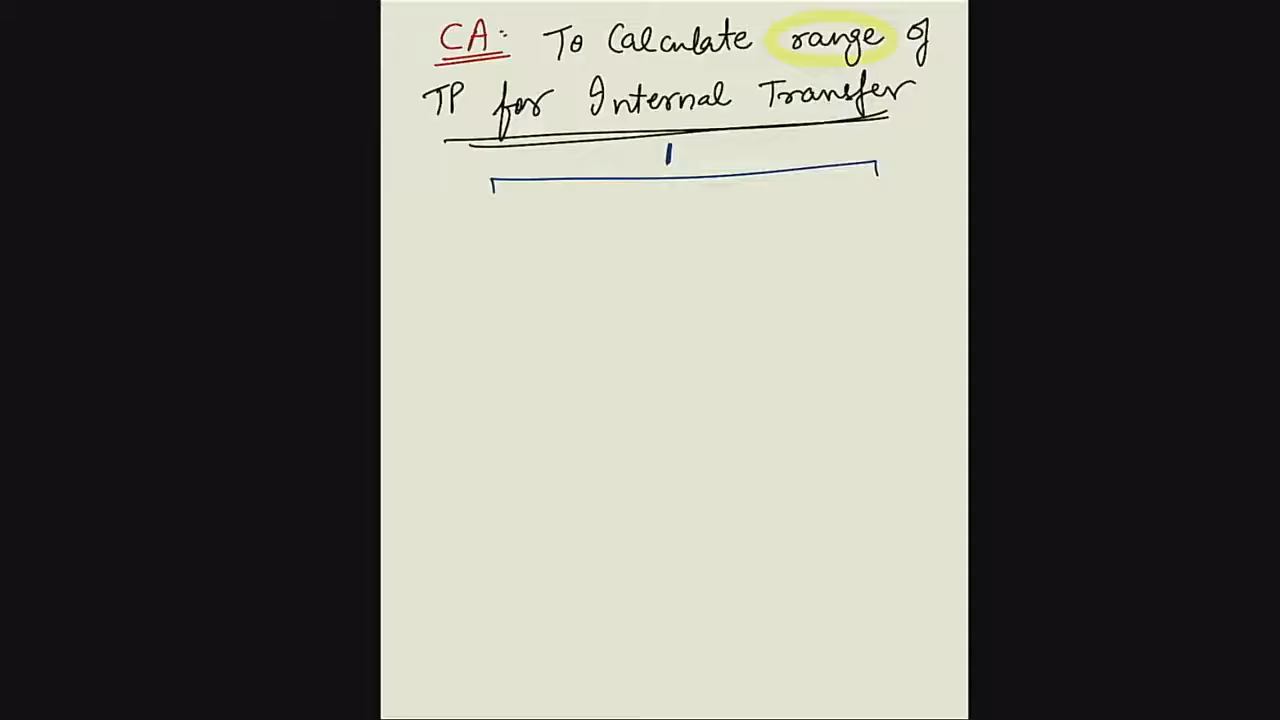 CA: To Calculate range of
TP for Internal Transfer